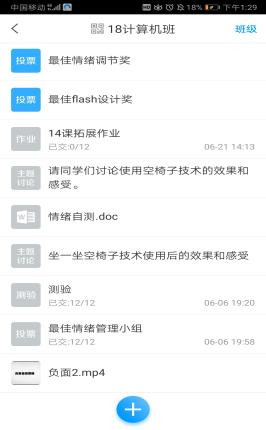 中国移动 18% 下午1:29
18计算机班 班级
投票 最佳情绪调节奖
投票 最佳flash设计奖
作业 14课拓展作业
已交:0/12 06-21 14:13
主题讨论 请同学们讨论使用空椅子技术的效果和
感受。
W 情绪自测.doc
主题讨论 坐一坐空椅子技术使用后的效果和感受
测验 测验
已交:12/12 06-06 19:20
投票 最佳情绪管理小组
已交:12/12 06-06 19:58
负面2.mp4